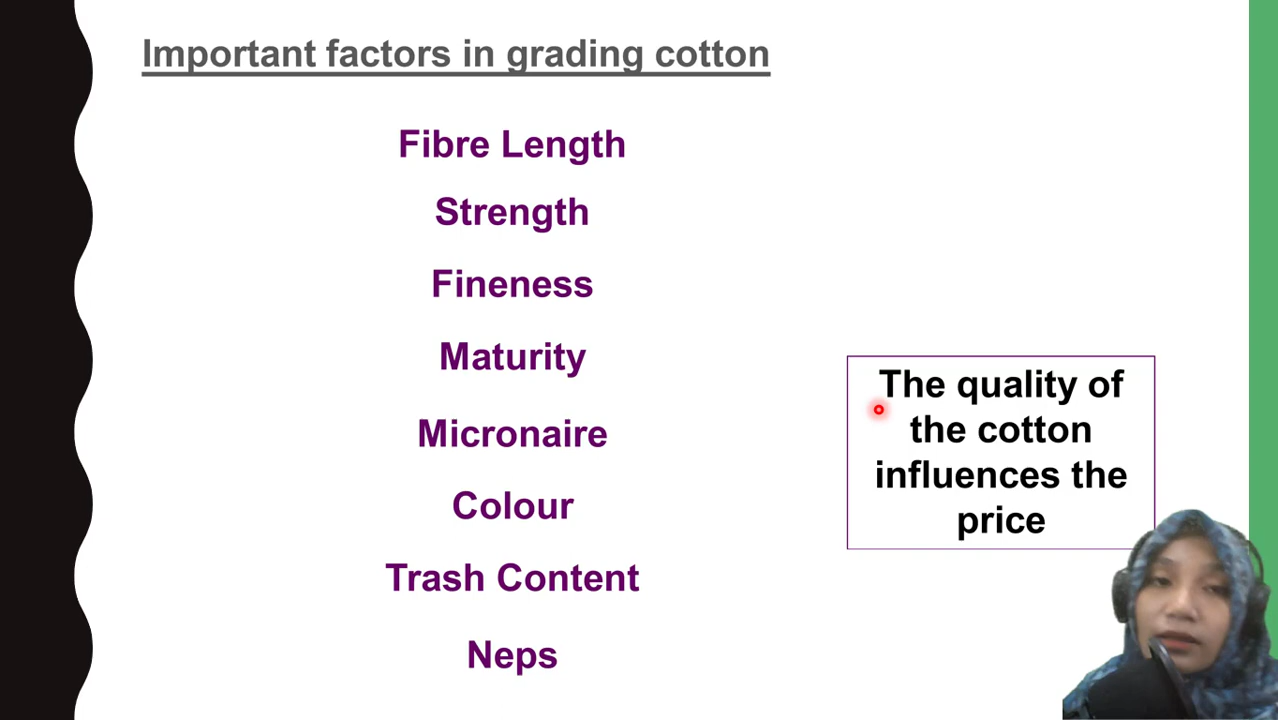 Important factors in grading cotton
Fibre Length
Strength
Fineness
Maturity
Micronaire
Colour
Trash Content
Neps
The quality of
the cotton
influences the
price